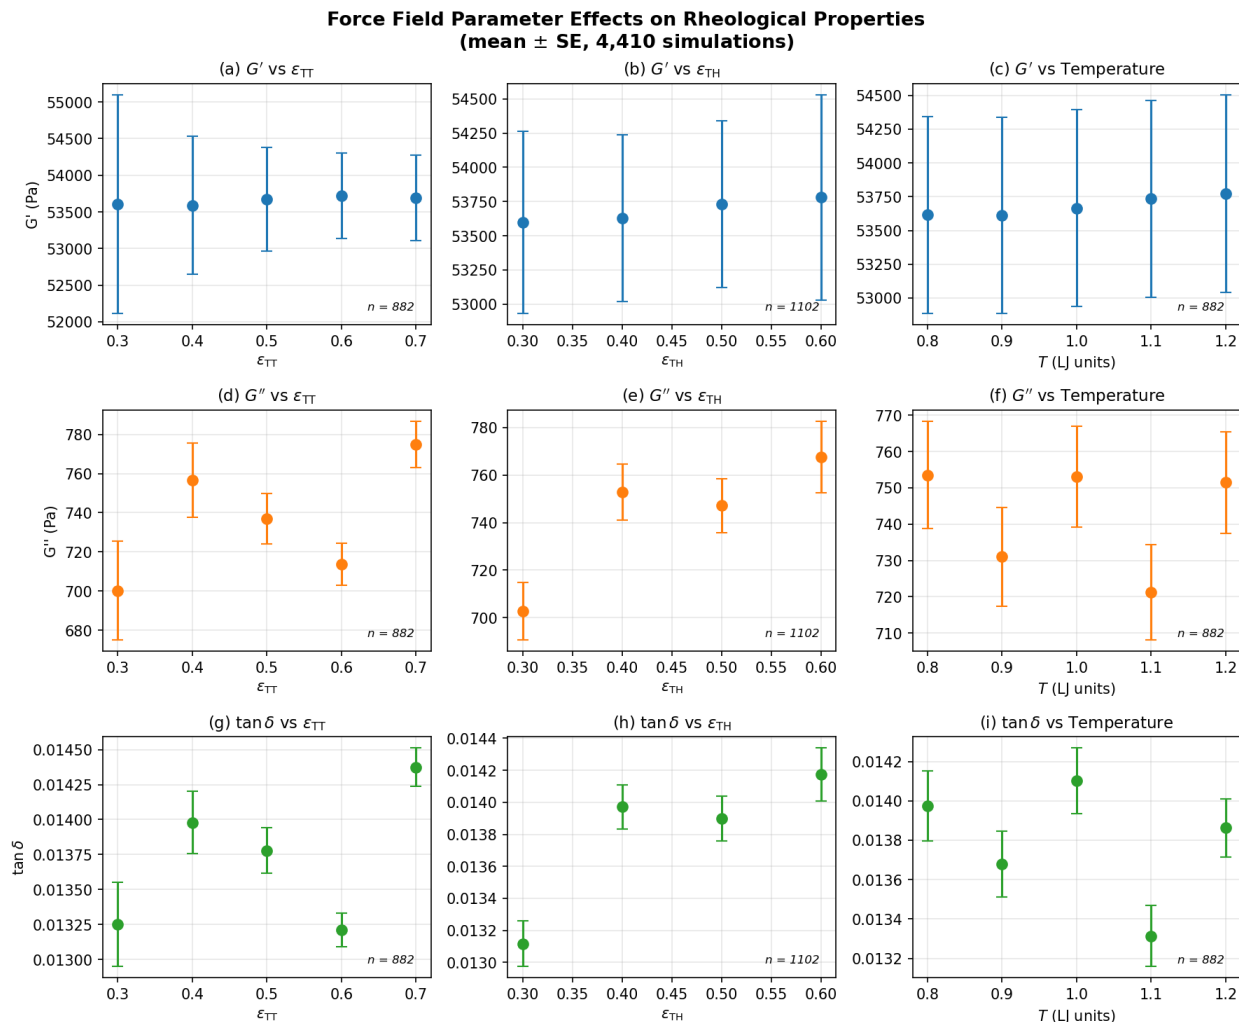 Force Field Parameter Effects on Rheological Properties
(mean ± SE, 4,410 simulations)
(a) G′ vs ε_TT
(b) G′ vs ε_TH
(c) G′ vs Temperature
G' (Pa)
55000
54500
54000
53500
53000
52500
52000
54500
54250
54000
53750
53500
53250
53000
54500
54250
54000
53750
53500
53250
53000
n = 882
n = 1102
n = 882
0.3 0.4 0.5 0.6 0.7
0.30 0.35 0.40 0.45 0.50 0.55 0.60
0.8 0.9 1.0 1.1 1.2
ε_TT
ε_TH
T (LJ units)
(d) G″ vs ε_TT
(e) G″ vs ε_TH
(f) G″ vs Temperature
G'' (Pa)
780
760
740
720
700
680
780
760
740
720
700
770
760
750
740
730
720
710
n = 882
n = 1102
n = 882
0.3 0.4 0.5 0.6 0.7
0.30 0.35 0.40 0.45 0.50 0.55 0.60
0.8 0.9 1.0 1.1 1.2
ε_TT
ε_TH
T (LJ units)
(g) tan δ vs ε_TT
(h) tan δ vs ε_TH
(i) tan δ vs Temperature
tan δ
0.01450
0.01425
0.01400
0.01375
0.01350
0.01325
0.01300
0.0144
0.0142
0.0140
0.0138
0.0136
0.0134
0.0132
0.0130
0.0142
0.0140
0.0138
0.0136
0.0134
0.0132
n = 882
n = 1102
n = 882
0.3 0.4 0.5 0.6 0.7
0.30 0.35 0.40 0.45 0.50 0.55 0.60
0.8 0.9 1.0 1.1 1.2
ε_TT
ε_TH
T (LJ units)